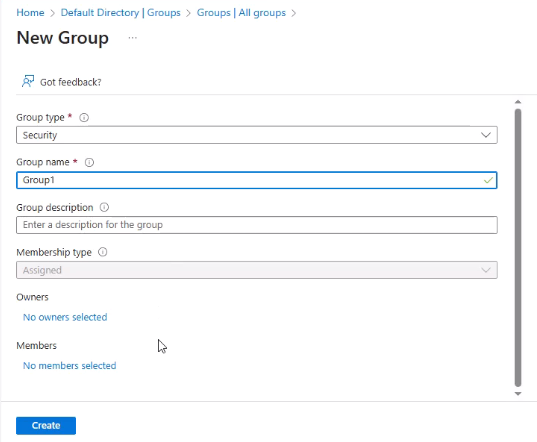 Home > Default Directory | Groups > Groups | All groups >
New Group ...
Got feedback?
Group type *
Security
Group name *
Group1
Group description
Enter a description for the group
Membership type
Assigned
Owners
No owners selected
Members
No members selected
Create